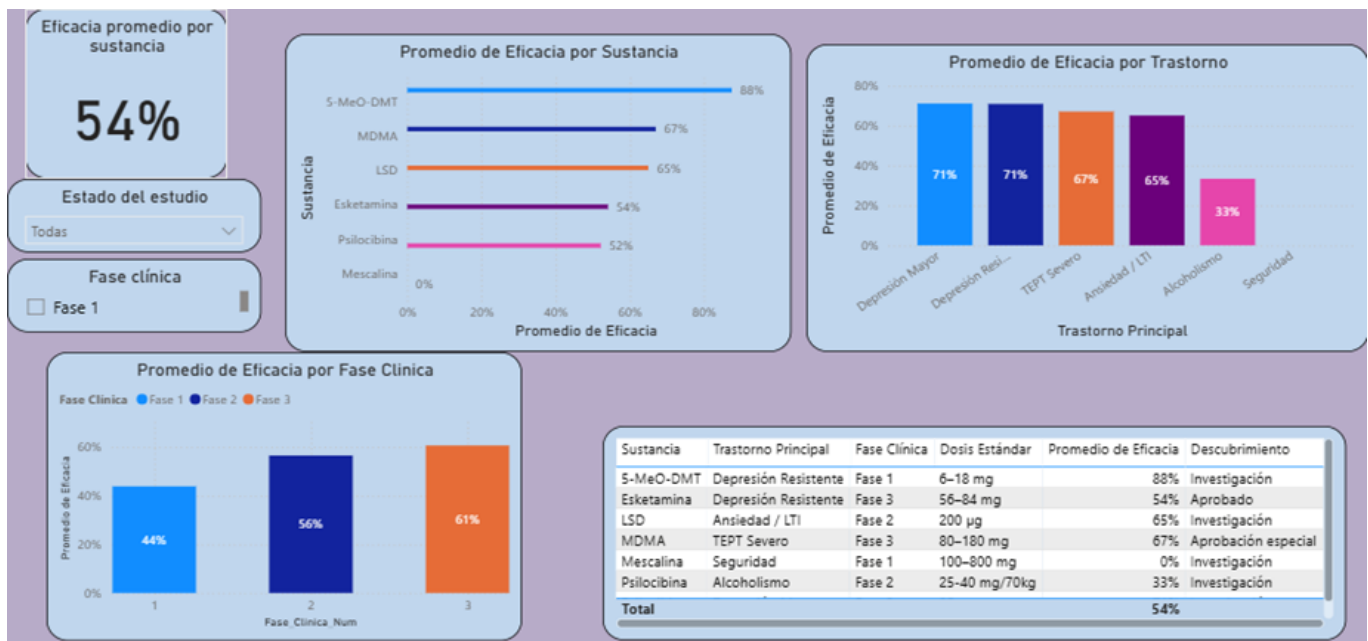 Eficacia promedio por
sustancia
54%
Estado del estudio
Todas
Fase clínica
Fase 1
Promedio de Eficacia por Sustancia
Sustancia
5-MeO-DMT
88%
MDMA
67%
LSD
65%
Esketamina
54%
Psilocibina
52%
Mescalina
0%
0% 20% 40% 60% 80%
Promedio de Eficacia
Promedio de Eficacia por Trastorno
Promedio de Eficacia
80%
60%
40%
20%
0%
71% 71% 67% 65% 33%
Depresión Mayor
Depresión Resi...
TEPT Severo
Ansiedad / LTI
Alcoholismo
Seguridad
Trastorno Principal
Promedio de Eficacia por Fase Clinica
Fase Clínica Fase 1 Fase 2 Fase 3
Promedio de Eficacia
60%
40%
20%
0%
44% 56% 61%
1 2 3
Fase_Clinica_Num
Sustancia Trastorno Principal Fase Clínica Dosis Estándar Promedio de Eficacia Descubrimiento
5-MeO-DMT Depresión Resistente Fase 1 6–18 mg 88% Investigación
Esketamina Depresión Resistente Fase 3 56–84 mg 54% Aprobado
LSD Ansiedad / LTI Fase 2 200 µg 65% Investigación
MDMA TEPT Severo Fase 3 80–180 mg 67% Aprobación especial
Mescalina Seguridad Fase 1 100–800 mg 0% Investigación
Psilocibina Alcoholismo Fase 2 25-40 mg/70kg 33% Investigación
Total 54%